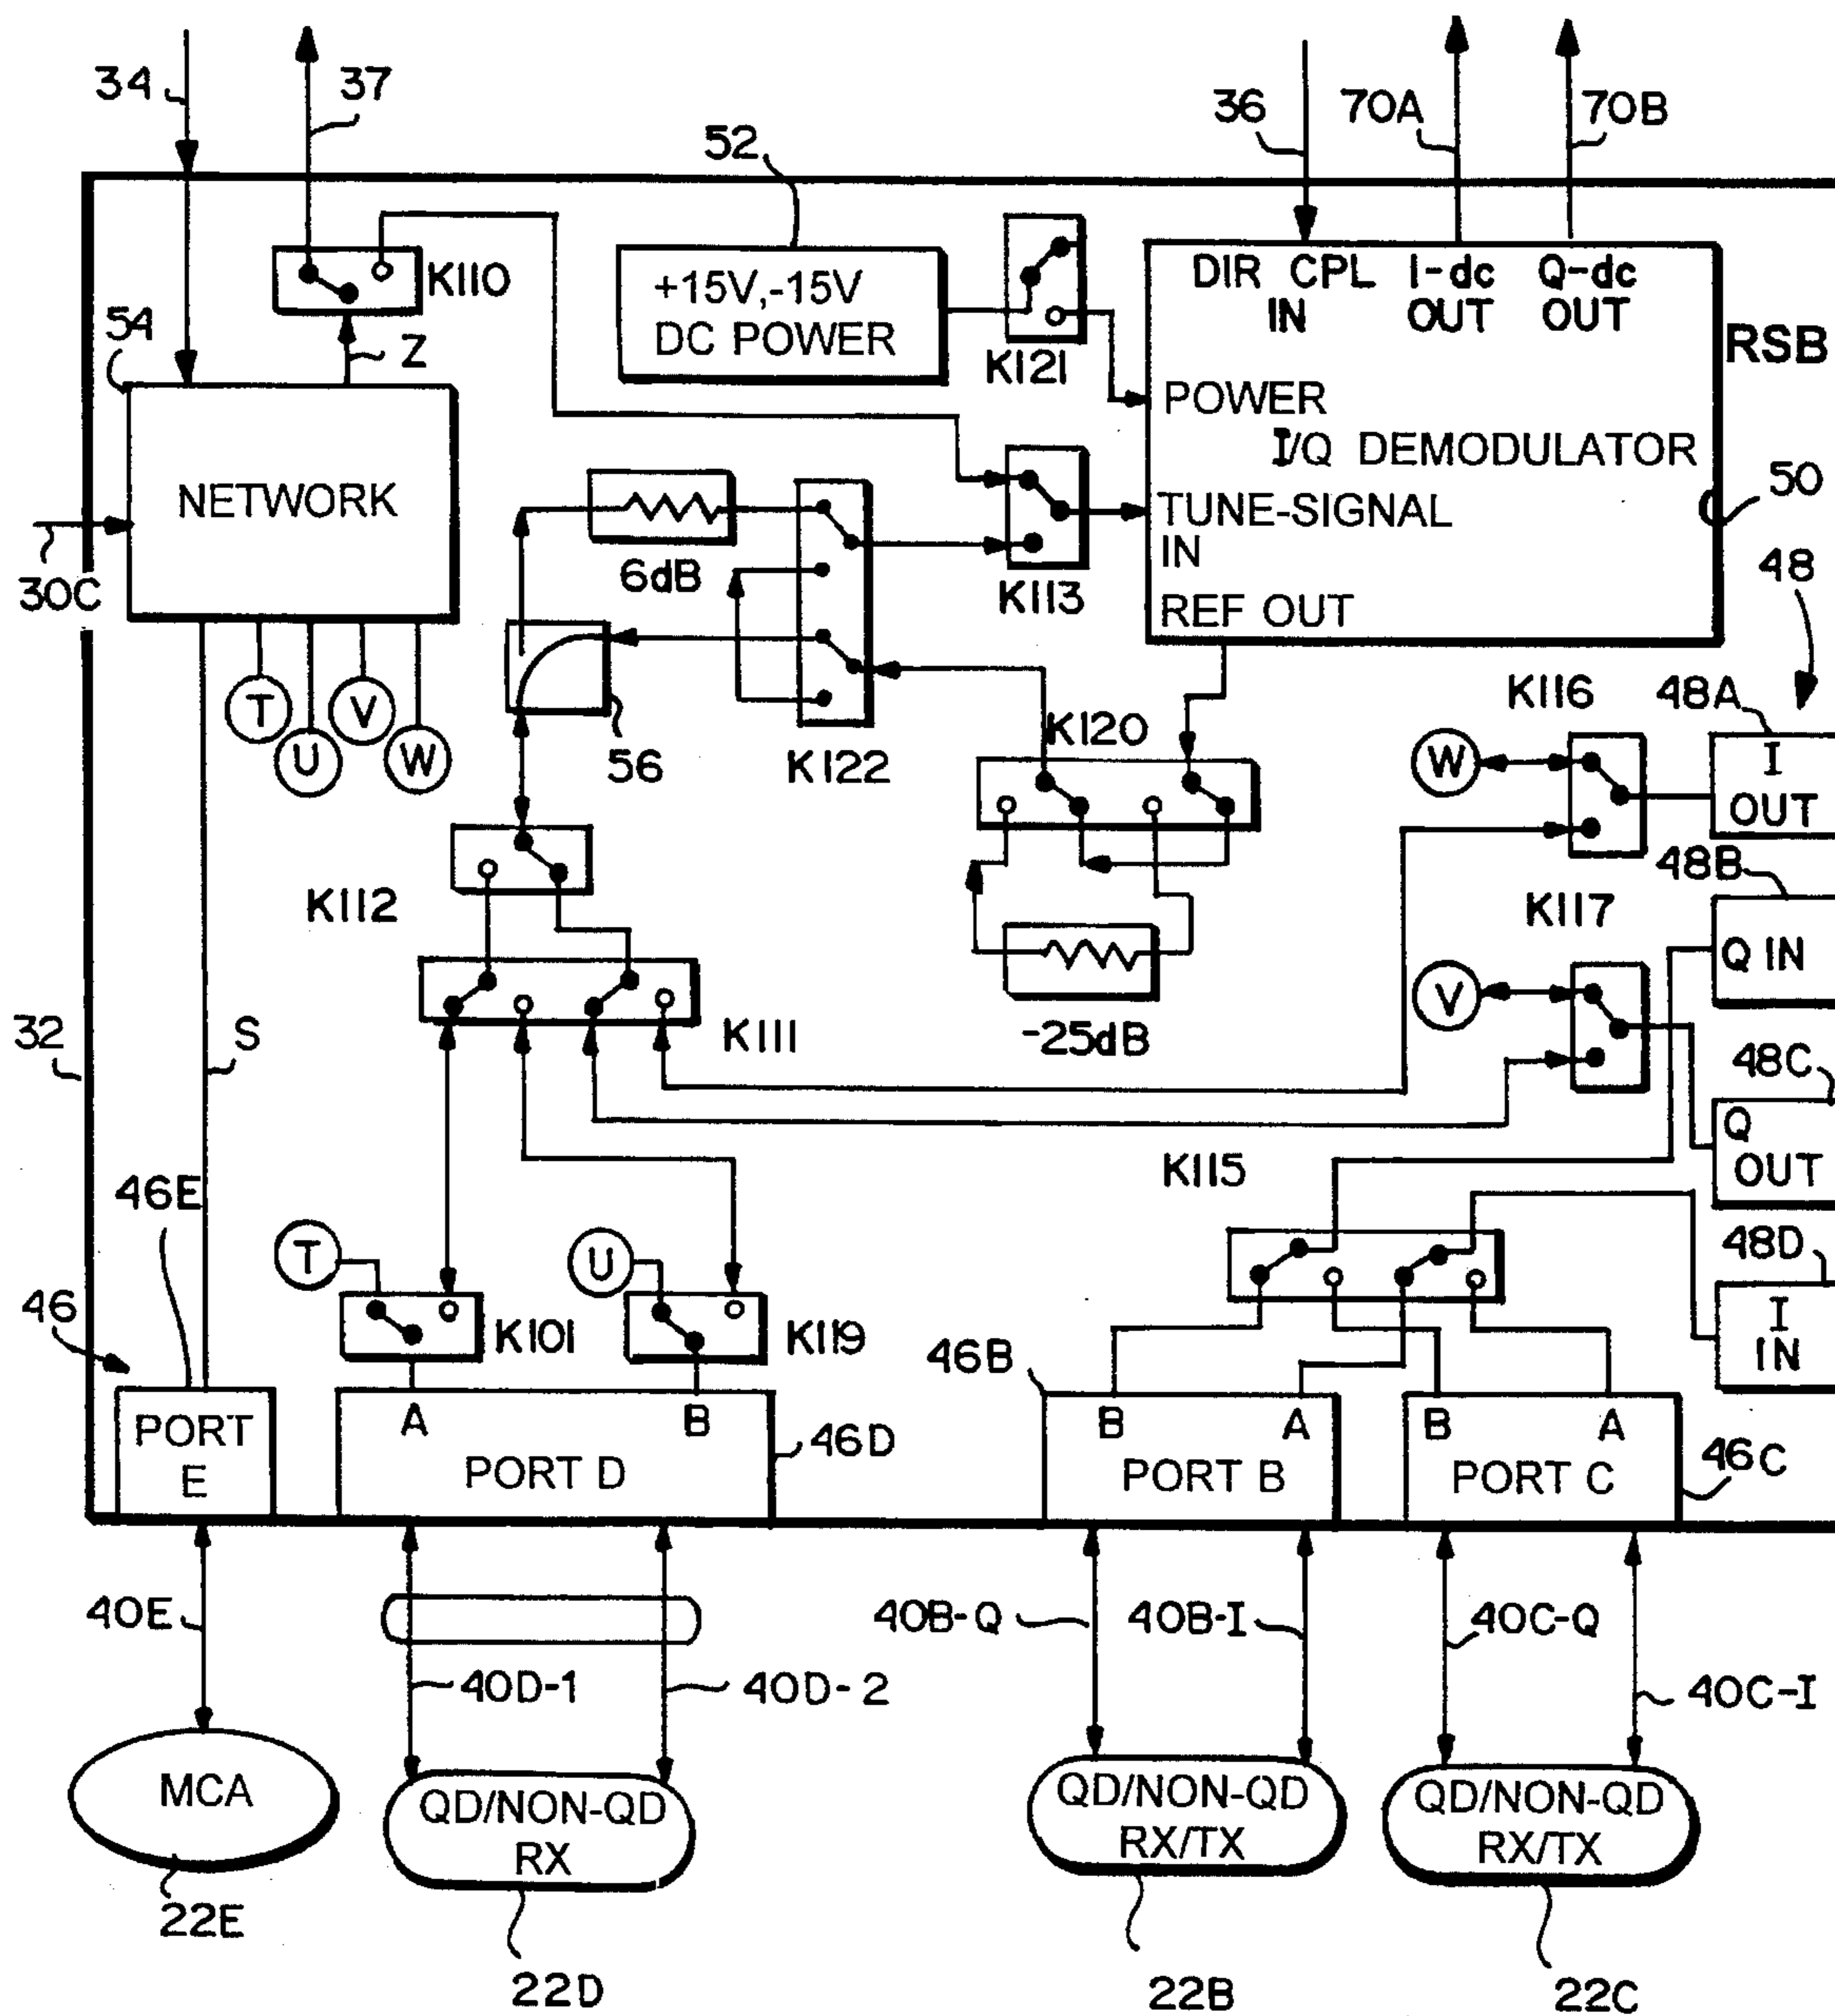 34
37
36
70A
70B
52
K110
+15V,-15V
DC POWER
K121
DIR CPL
IN
I-dc
OUT
Q-dc
OUT
RSB
54
Z
POWER
I/Q DEMODULATOR
NETWORK
TUNE-SIGNAL
IN
50
30C
6dB
K113
REF OUT
48
T
U
V
W
56
K122
K120
K116
48A
W
I
OUT
K112
48B
K117
Q IN
V
32
S
K111
-25dB
48C
Q
OUT
46E
K115
T
U
48D
46
K101
K119
46B
I
IN
PORT
E
A
B
PORT D
46D
B
A
PORT B
B
A
PORT C
46C
40E
40D-1
40D-2
40B-Q
40B-I
40C-Q
40C-I
MCA
QD/NON-QD
RX
QD/NON-QD
RX/TX
QD/NON-QD
RX/TX
22E
22D
22B
22C